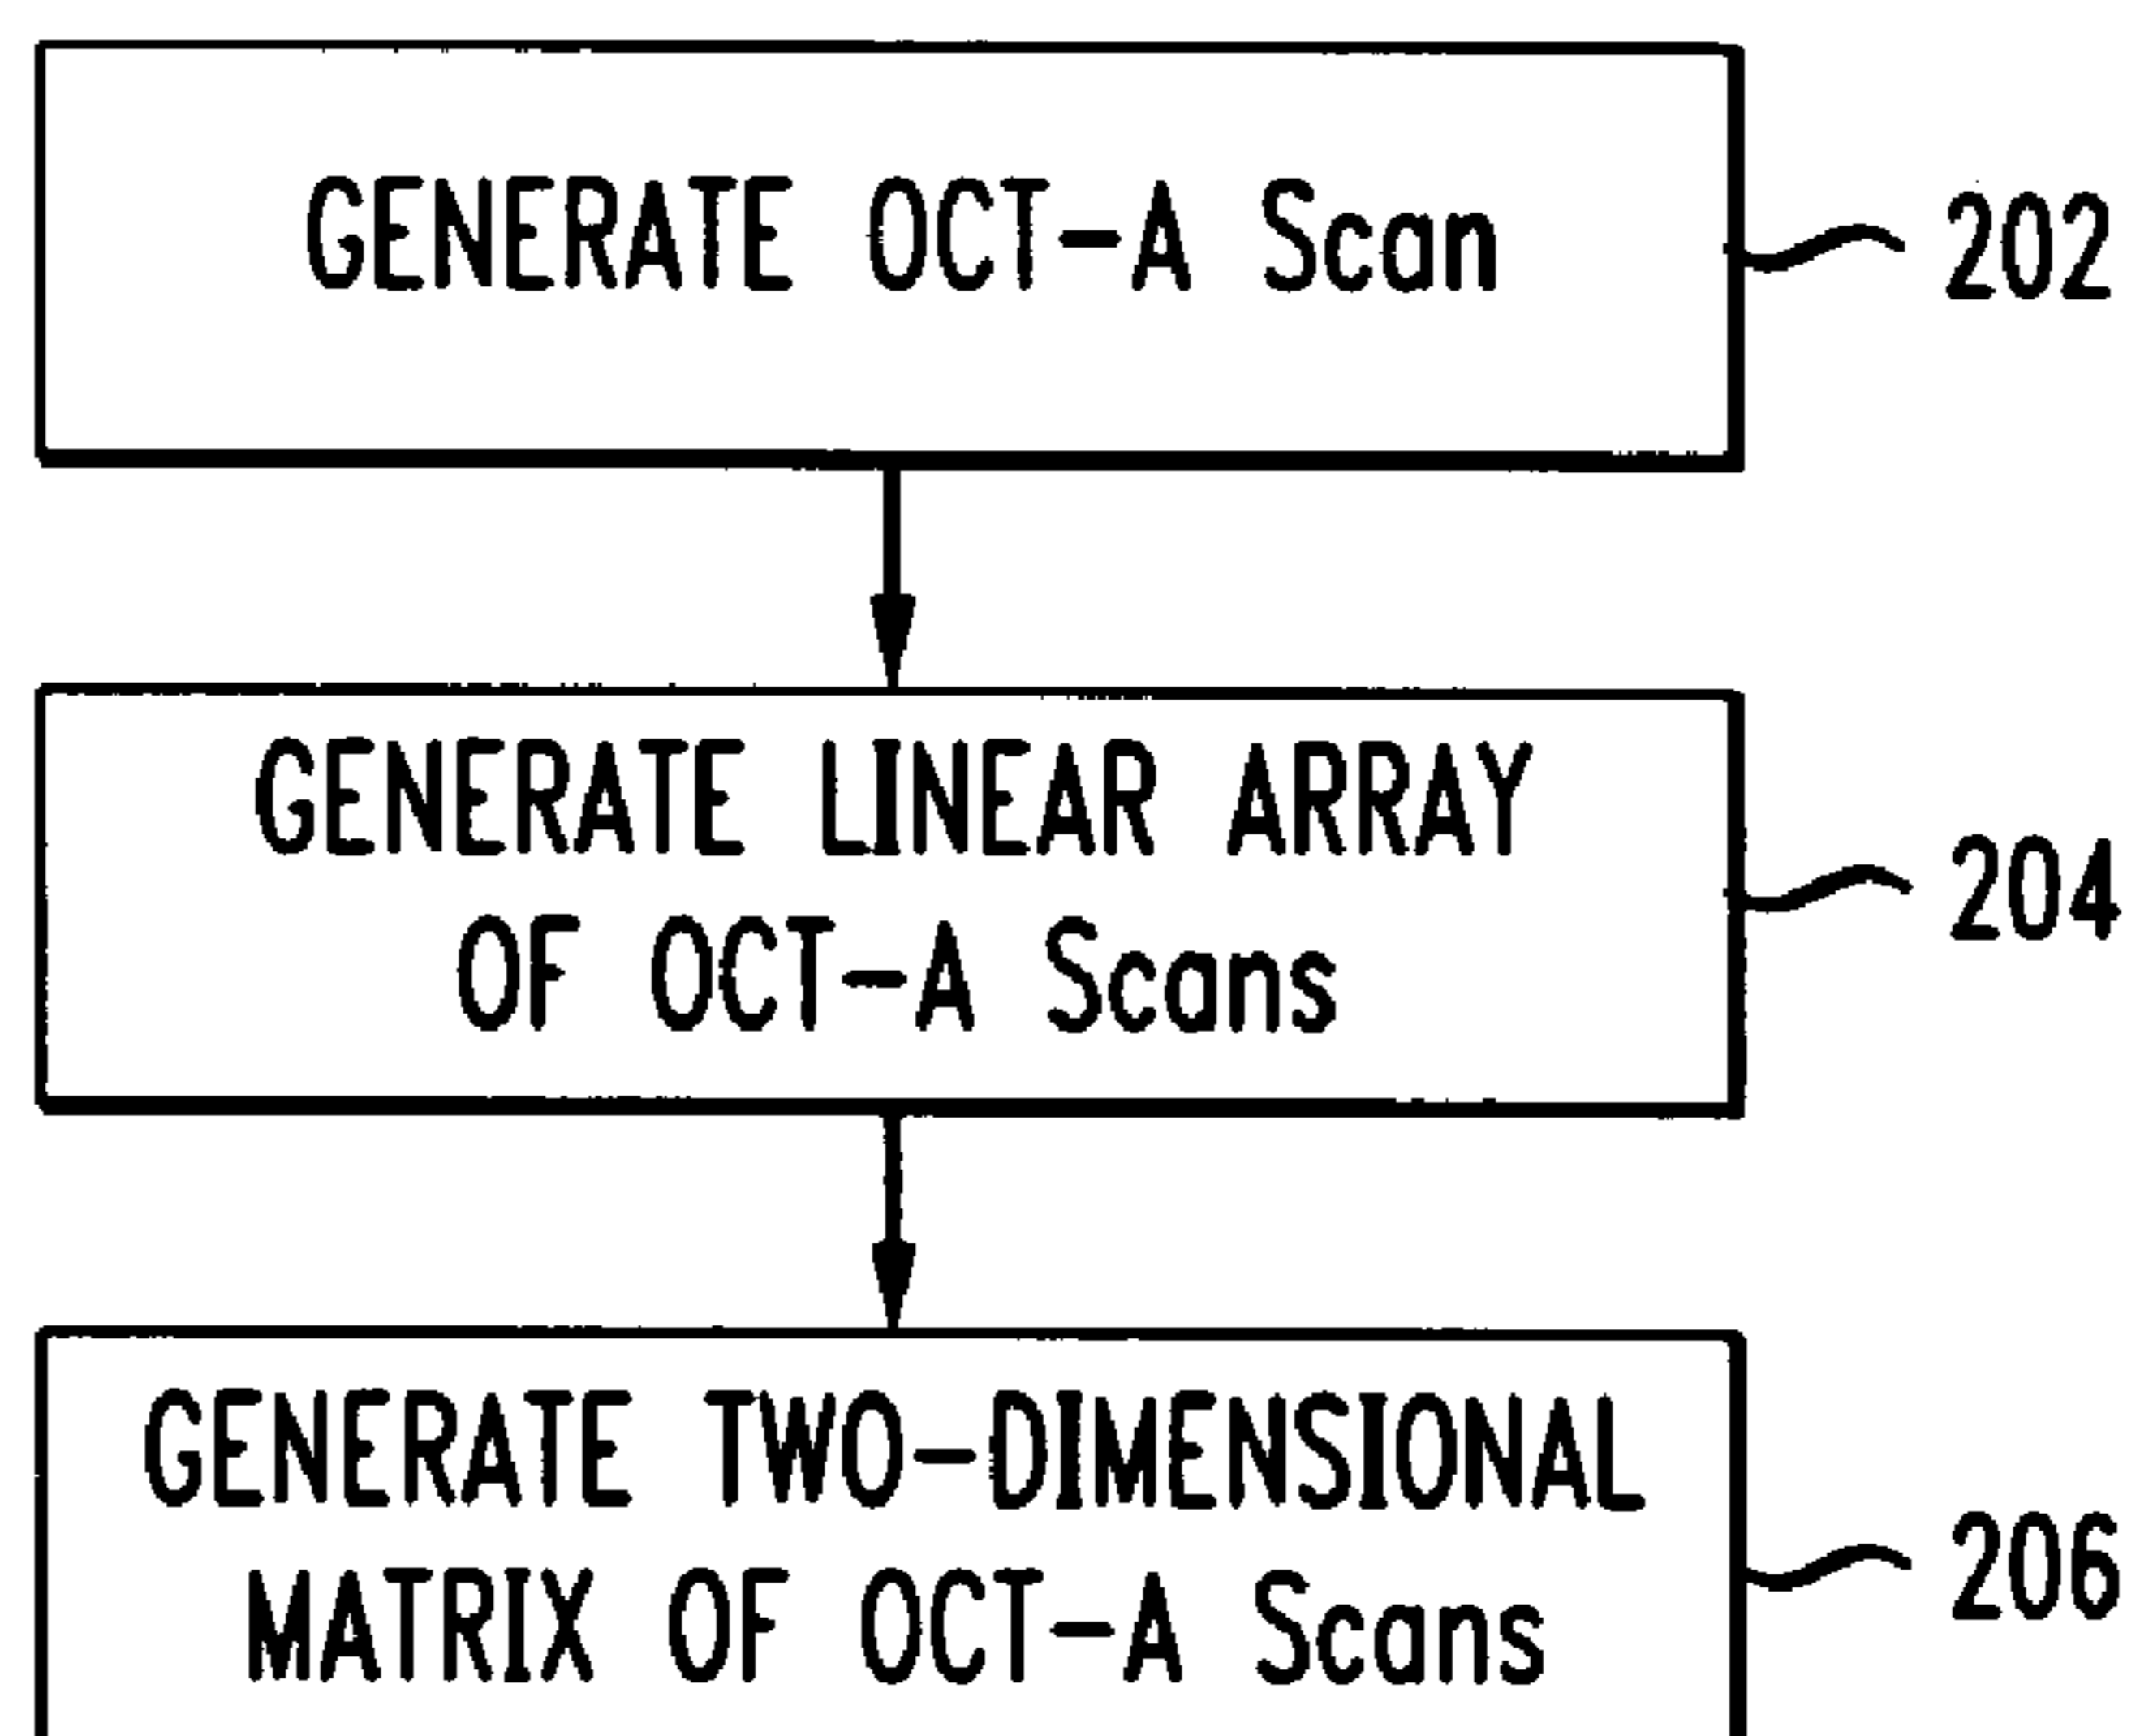 GENERATE OCT-A Scan
202
GENERATE LINEAR ARRAY
OF OCT-A Scans
204
GENERATE TWO-DIMENSIONAL
MATRIX OF OCT-A Scans
206